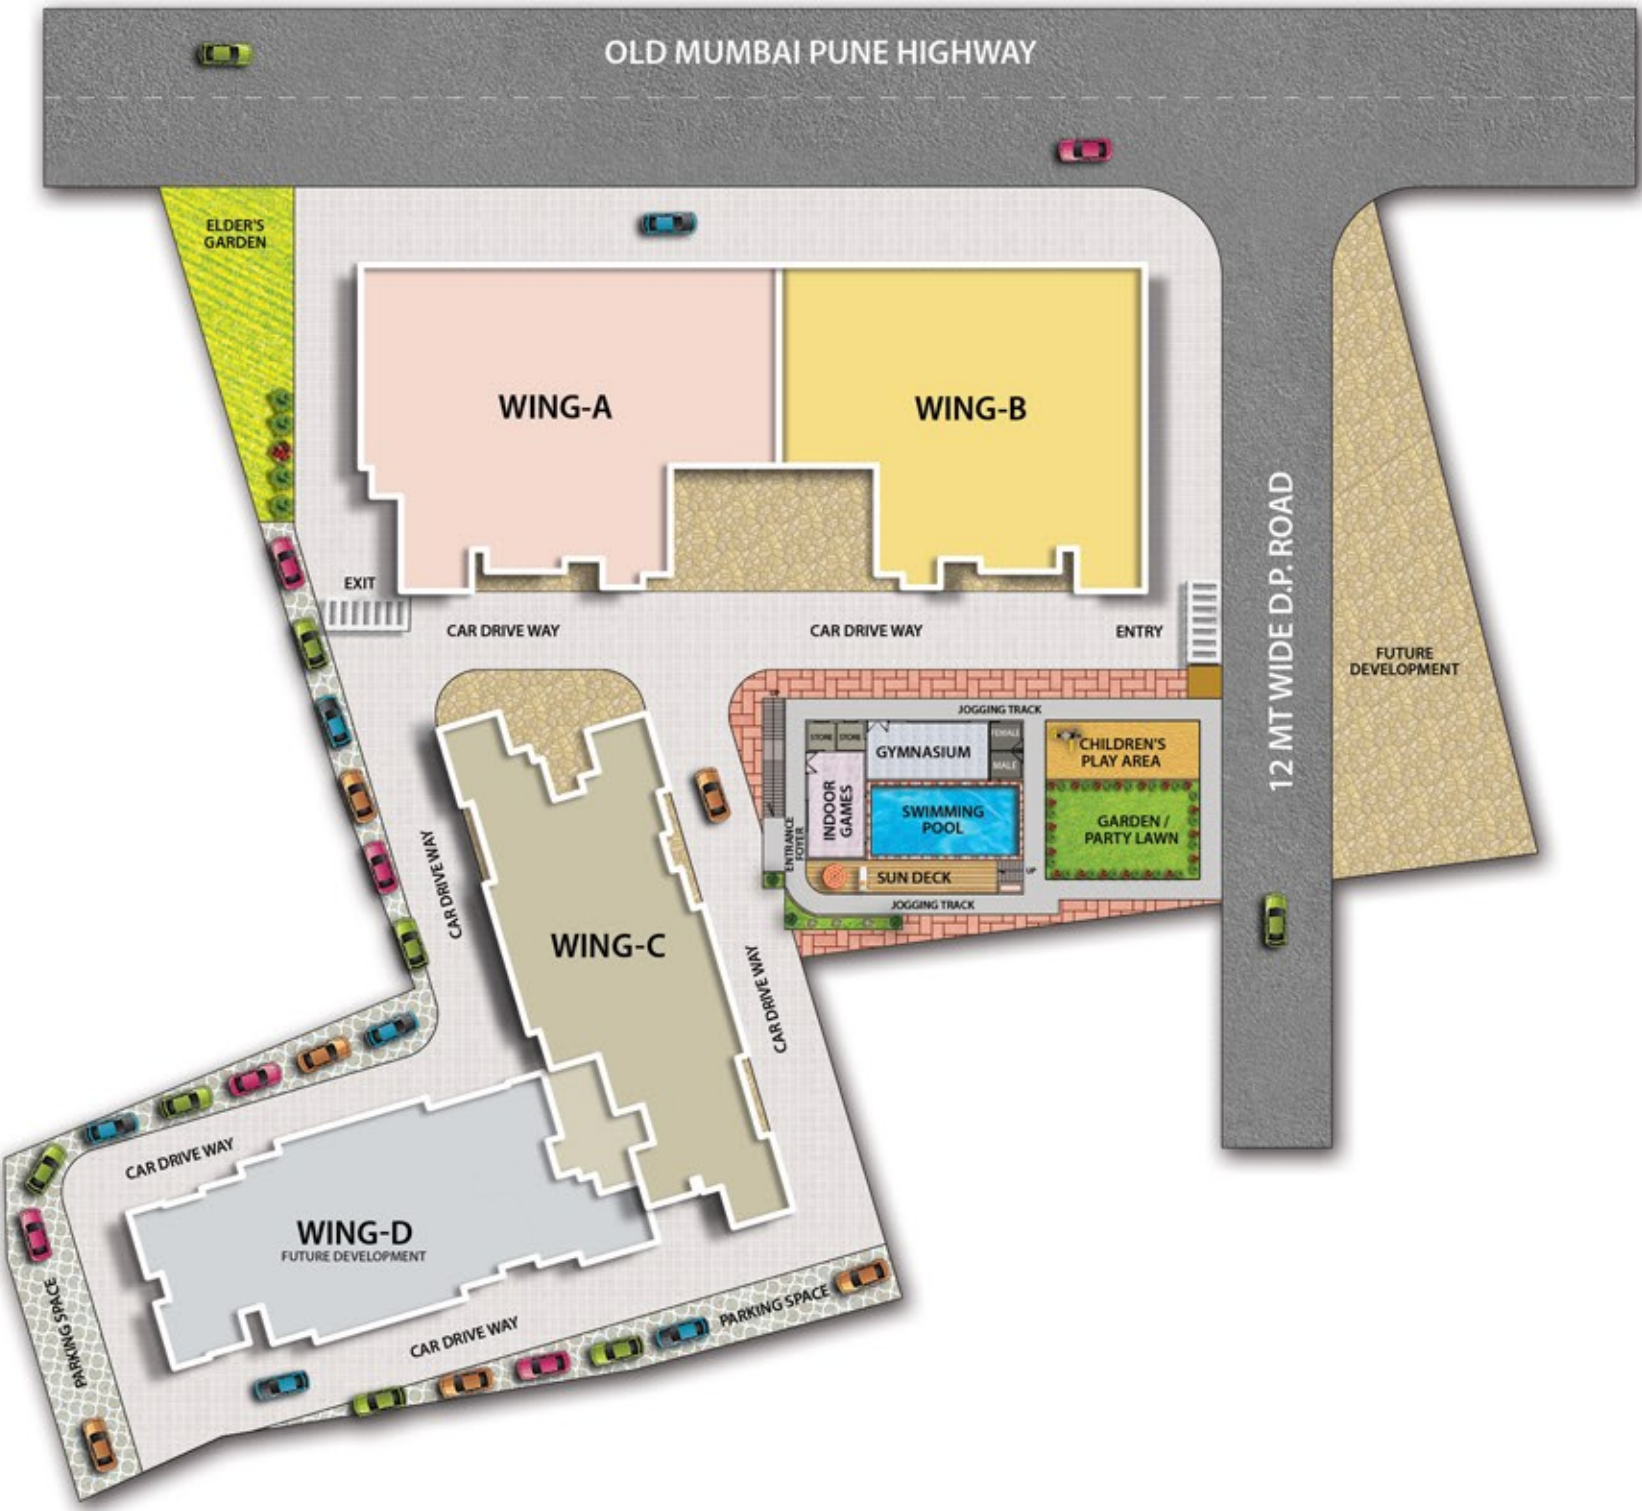 OLD MUMBAI PUNE HIGHWAY
ELDER'S
GARDEN
WING-A
WING-B
12 MT WIDE D.P. ROAD
EXIT
CAR DRIVE WAY
CAR DRIVE WAY
ENTRY
FUTURE
DEVELOPMENT
UP
JOGGING TRACK
STORE
STORE
GYMNASIUM
FEMALE
MALE
CHILDREN'S
PLAY AREA
INDOOR
GAMES
SWIMMING
POOL
GARDEN /
PARTY LAWN
ENTRANCE
FOYER
SUN DECK
UP
JOGGING TRACK
CAR DRIVE WAY
WING-C
CAR DRIVE WAY
CAR DRIVE WAY
WING-D
FUTURE DEVELOPMENT
PARKING SPACE
CAR DRIVE WAY
PARKING SPACE